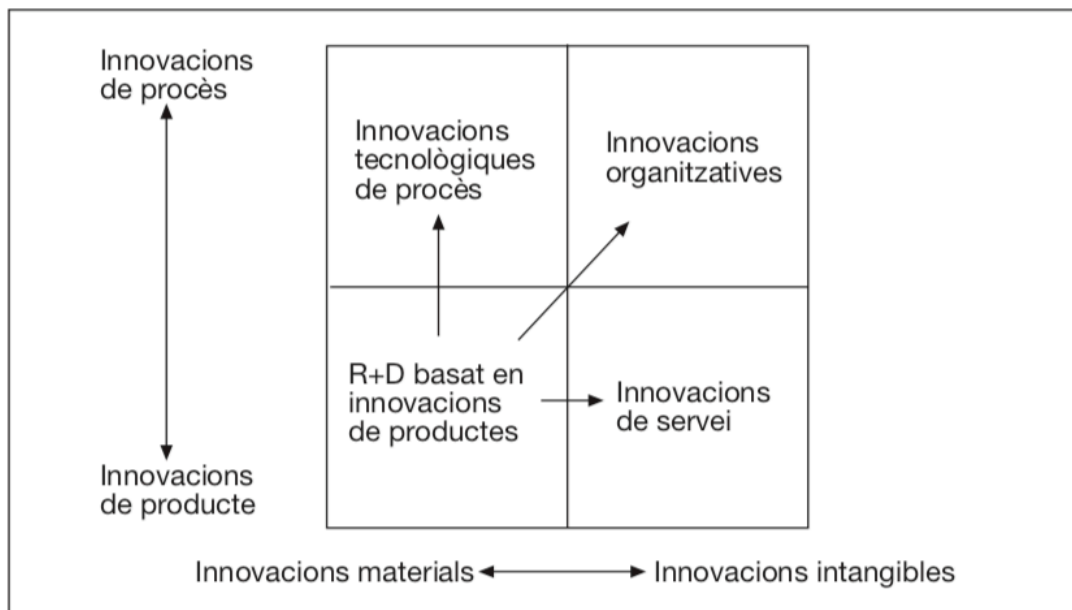 Innovacions
de procès
Innovacions
tecnològiques
de procès
Innovacions
organitzatives
R+D basat en
innovacions
de productes
Innovacions
de servei
Innovacions
de producte
Innovacions materials
Innovacions intangibles